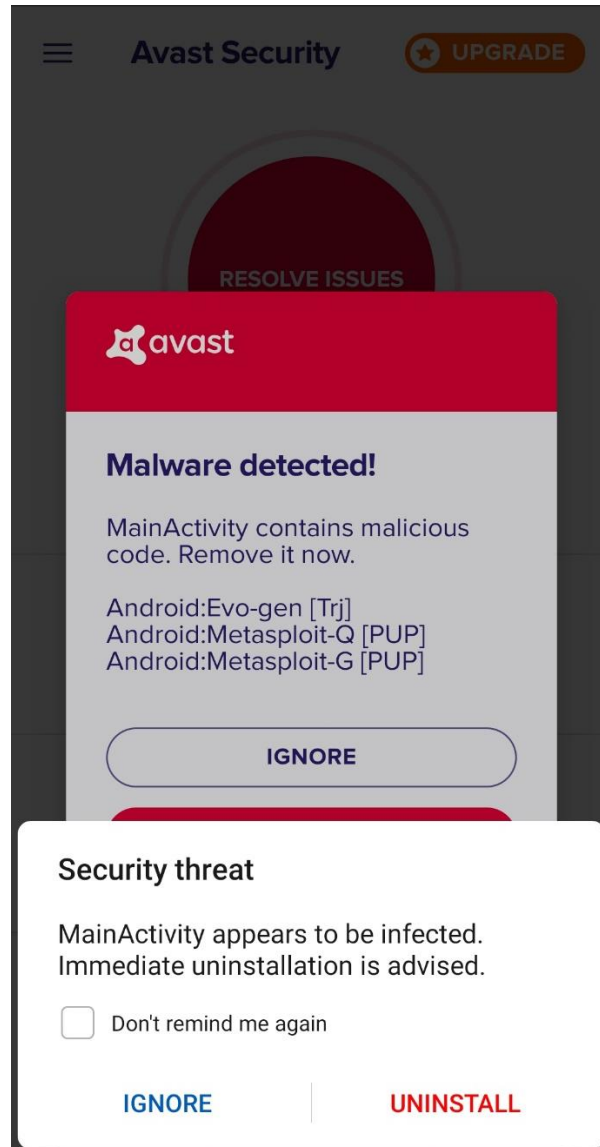 Avast Security
UPGRADE
RESOLVE ISSUES
avast
Malware detected!
MainActivity contains malicious
code. Remove it now.
Android:Evo-gen [Trj]
Android:Metasploit-Q [PUP]
Android:Metasploit-G [PUP]
IGNORE
Security threat
MainActivity appears to be infected.
Immediate uninstallation is advised.
Don't remind me again
IGNORE
UNINSTALL